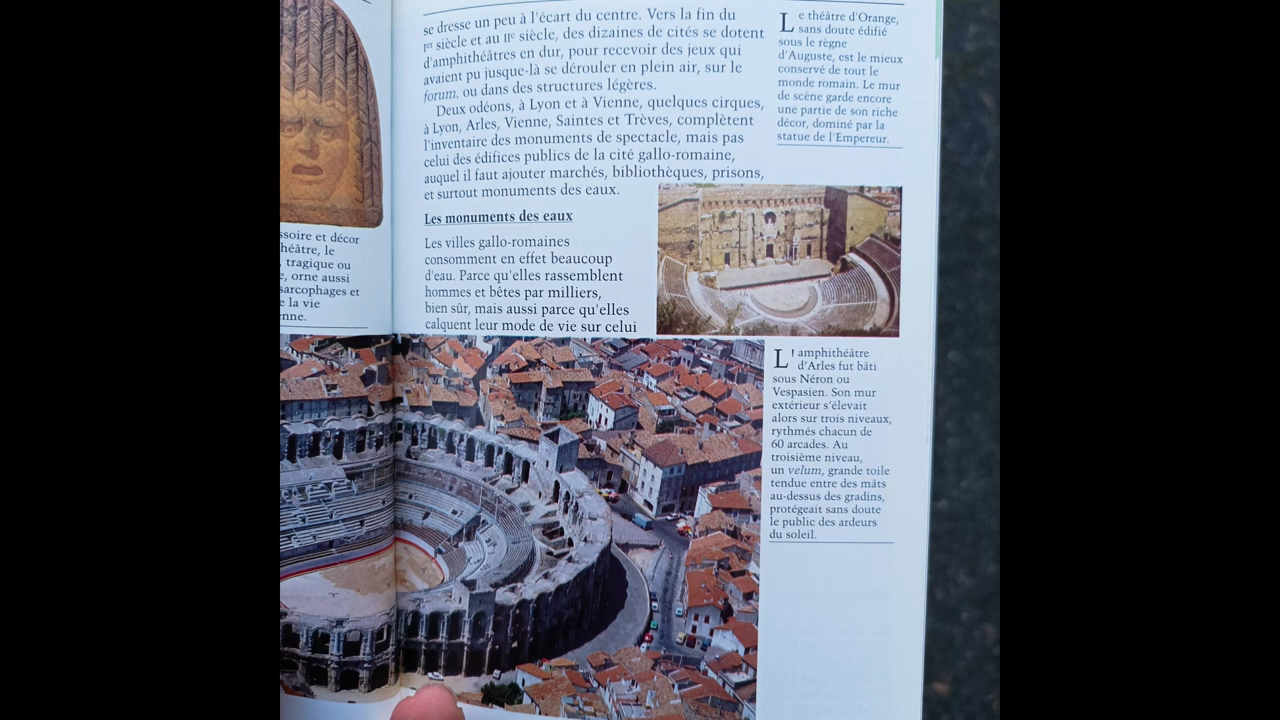 se dresse un peu à l'écart du centre. Vers la fin du
Ier siècle et au IIe siècle, des dizaines de cités se dotent
d'amphithéâtres en dur, pour recevoir des jeux qui
avaient pu jusque-là se dérouler en plein air, sur le
forum, ou dans des structures légères.
Deux odéons, à Lyon et à Vienne, quelques cirques,
à Lyon, Arles, Vienne, Saintes et Trèves, complètent
l'inventaire des monuments de spectacle, mais pas
celui des édifices publics de la cité gallo-romaine,
auquel il faut ajouter marchés, bibliothèques, prisons,
et surtout monuments des eaux.
Les monuments des eaux
Les villes gallo-romaines
consomment en effet beaucoup
d'eau. Parce qu'elles rassemblent
hommes et bêtes par milliers,
bien sûr, mais aussi parce qu'elles
calquent leur mode de vie sur celui
Le théâtre d'Orange,
sans doute édifié
sous le règne
d'Auguste, est le mieux
conservé de tout le
monde romain. Le mur
de scène garde encore
une partie de son riche
décor, dominé par la
statue de l'Empereur.
L'amphithéâtre
d'Arles fut bâti
sous Néron ou
Vespasien. Son mur
extérieur s'élevait
alors sur trois niveaux,
rythmés chacun de
60 arcades. Au
troisième niveau,
un velum, grande toile
tendue entre des mâts
au-dessus des gradins,
protégeait sans doute
le public des ardeurs
du soleil.
ssoire et décor
héâtre, le
, tragique ou
e, orne aussi
sarcophages et
e la vie
enne.